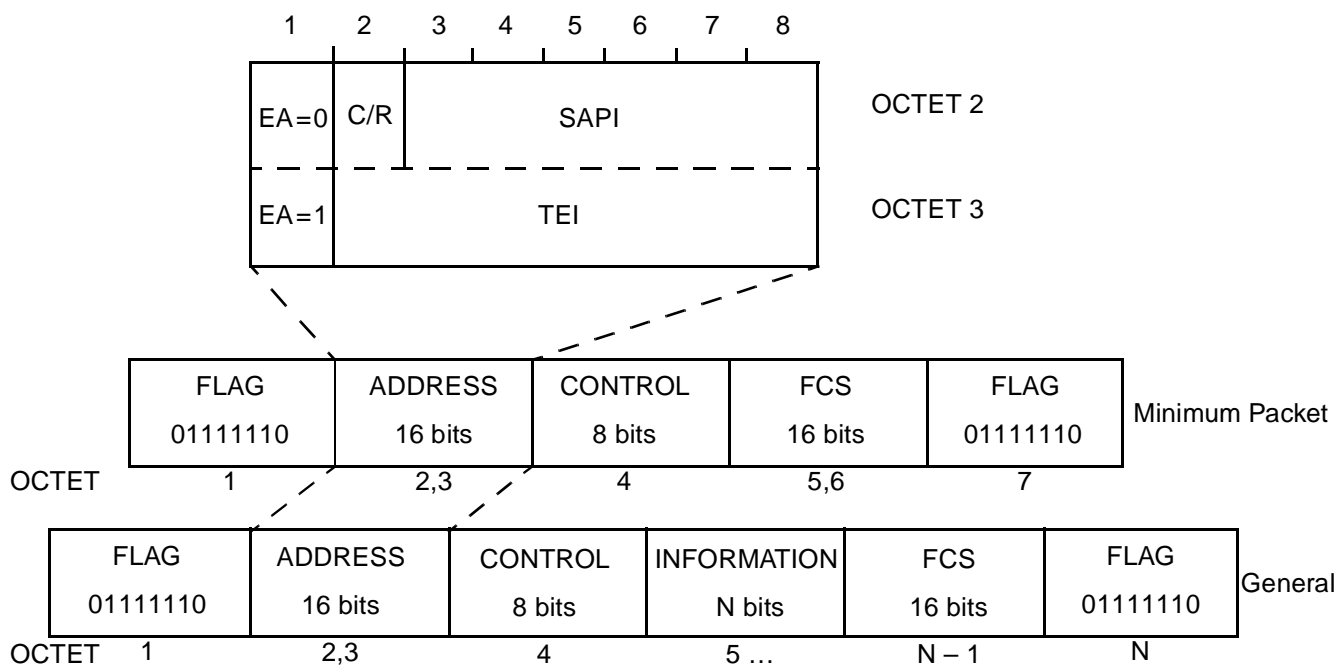 1 2 3 4 5 6 7 8
EA=0 C/R SAPI OCTET 2
EA=1 TEI OCTET 3
FLAG ADDRESS CONTROL FCS FLAG
01111110 16 bits 8 bits 16 bits 01111110
Minimum Packet
OCTET 1 2,3 4 5,6 7
FLAG ADDRESS CONTROL INFORMATION FCS FLAG
01111110 16 bits 8 bits N bits 16 bits 01111110
General
OCTET 1 2,3 4 5 ... N – 1 N